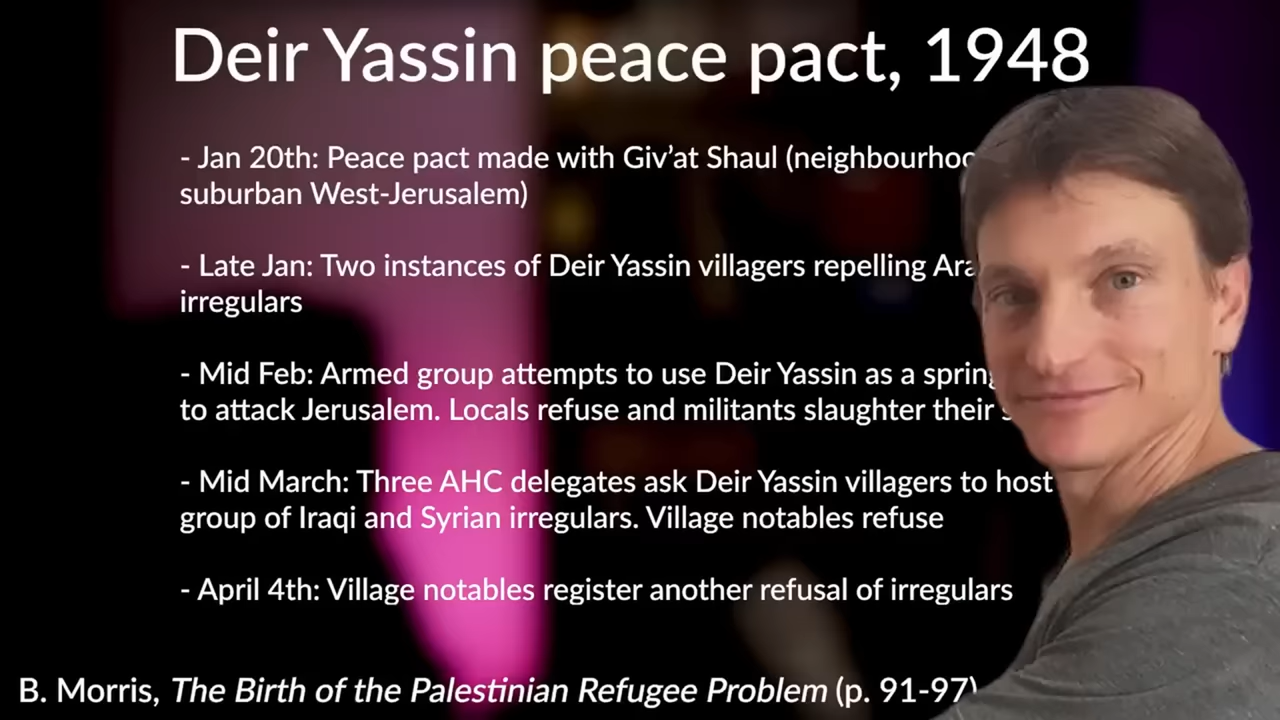 Deir Yassin peace pact, 1948
- Jan 20th: Peace pact made with Giv'at Shaul
suburban West-Jerusalem)
- Late Jan: Two instances of Deir Yassin villagers repelling
irregulars
- Mid Feb: Armed group attempts to use Deir Yassin as a
to attack Jerusalem. Locals refuse and militants slaughter their
- Mid March: Three AHC delegates ask Deir Yassin villagers to host
group of Iraqi and Syrian irregulars. Village notables refuse
- April 4th: Village notables register another refusal of irregulars
B. Morris, The Birth of the Palestinian Refugee Problem (p. 91-97)